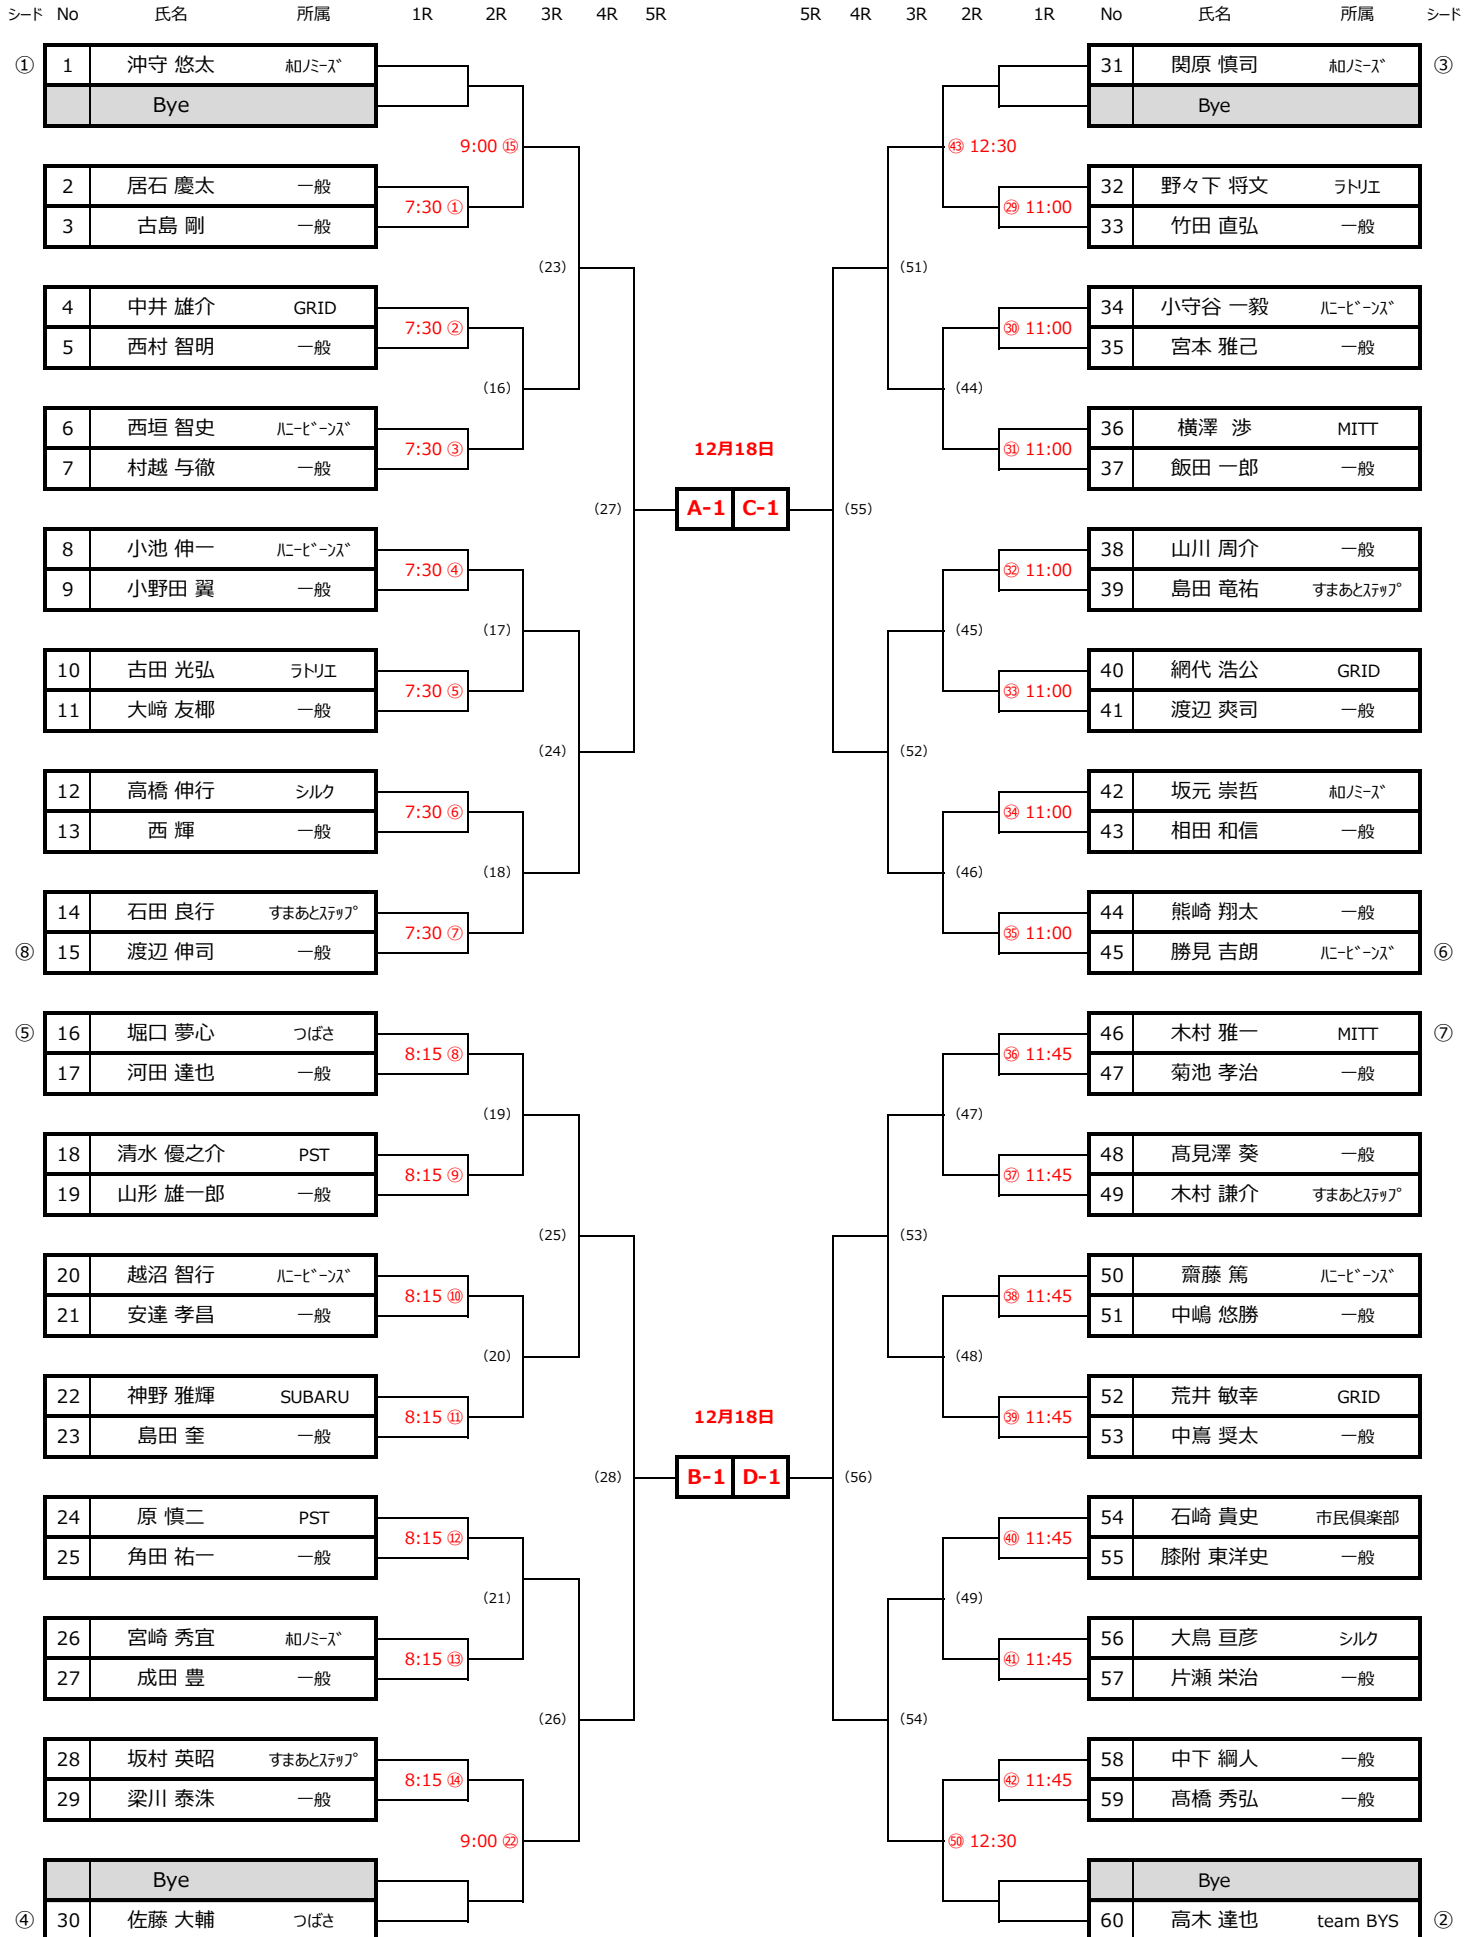 シード No 氏名 所属 1R 2R 3R 4R 5R 5R 4R 3R 2R 1R No 氏名 所属 シード
① 1 沖守 悠太 ㈱ﾉﾐｰｽﾞ 31 関原 慎司 ㈱ﾉﾐｰｽﾞ ③
Bye Bye
9:00 ⑮ ㊸ 12:30
2 居石 慶太 一般 32 野々下 将文 ラトリエ
7:30 ① ㉙ 11:00
3 古島 剛 一般 33 竹田 直弘 一般
(23) (51)
4 中井 雄介 GRID 34 小守谷 一毅 ﾊﾆｰﾋﾞｰﾝｽﾞ
7:30 ② ㉚ 11:00
5 西村 智明 一般 35 宮本 雅己 一般
(16) (44)
6 西垣 智史 ﾊﾆｰﾋﾞｰﾝｽﾞ 36 横澤 渉 MITT
7:30 ③ 12月18日 ㉛ 11:00
7 村越 与徹 一般 37 飯田 一郎 一般
(27) A-1 C-1 (55)
8 小池 伸一 ﾊﾆｰﾋﾞｰﾝｽﾞ 38 山川 周介 一般
7:30 ④ ㉜ 11:00
9 小野田 翼 一般 39 島田 竜祐 すまあとｽﾃｯﾌﾟ
(17) (45)
10 古田 光弘 ラトリエ 40 網代 浩公 GRID
7:30 ⑤ ㉝ 11:00
11 大﨑 友椰 一般 41 渡辺 爽司 一般
(24) (52)
12 高橋 伸行 シルク 42 坂元 崇哲 ㈱ﾉﾐｰｽﾞ
7:30 ⑥ ㉞ 11:00
13 西 輝 一般 43 相田 和信 一般
(18) (46)
14 石田 良行 すまあとｽﾃｯﾌﾟ 44 熊崎 翔太 一般
7:30 ⑦ ㉟ 11:00
⑧ 15 渡辺 伸司 一般 45 勝見 吉朗 ﾊﾆｰﾋﾞｰﾝｽﾞ ⑥
⑤ 16 堀口 夢心 つばさ 46 木村 雅一 MITT ⑦
8:15 ⑧ ㊱ 11:45
17 河田 達也 一般 47 菊池 孝治 一般
(19) (47)
18 清水 優之介 PST 48 髙見澤 葵 一般
8:15 ⑨ ㊲ 11:45
19 山形 雄一郎 一般 49 木村 謙介 すまあとｽﾃｯﾌﾟ
(25) (53)
20 越沼 智行 ﾊﾆｰﾋﾞｰﾝｽﾞ 50 齋藤 篤 ﾊﾆｰﾋﾞｰﾝｽﾞ
8:15 ⑩ ㊳ 11:45
21 安達 孝昌 一般 51 中嶋 悠勝 一般
(20) (48)
22 神野 雅輝 SUBARU 52 荒井 敏幸 GRID
8:15 ⑪ 12月18日 ㊴ 11:45
23 島田 奎 一般 53 中嶌 奨太 一般
(28) B-1 D-1 (56)
24 原 慎二 PST 54 石崎 貴史 市民倶楽部
8:15 ⑫ ㊵ 11:45
25 角田 祐一 一般 55 膝附 東洋史 一般
(21) (49)
26 宮崎 秀宜 ㈱ﾉﾐｰｽﾞ 56 大鳥 亘彦 シルク
8:15 ⑬ ㊶ 11:45
27 成田 豊 一般 57 片瀬 栄治 一般
(26) (54)
28 坂村 英昭 すまあとｽﾃｯﾌﾟ 58 中下 綱人 一般
8:15 ⑭ ㊷ 11:45
29 梁川 泰洙 一般 59 髙橋 秀弘 一般
9:00 ㉒ ㊿ 12:30
Bye Bye
④ 30 佐藤 大輔 つばさ 60 高木 達也 team BYS ②